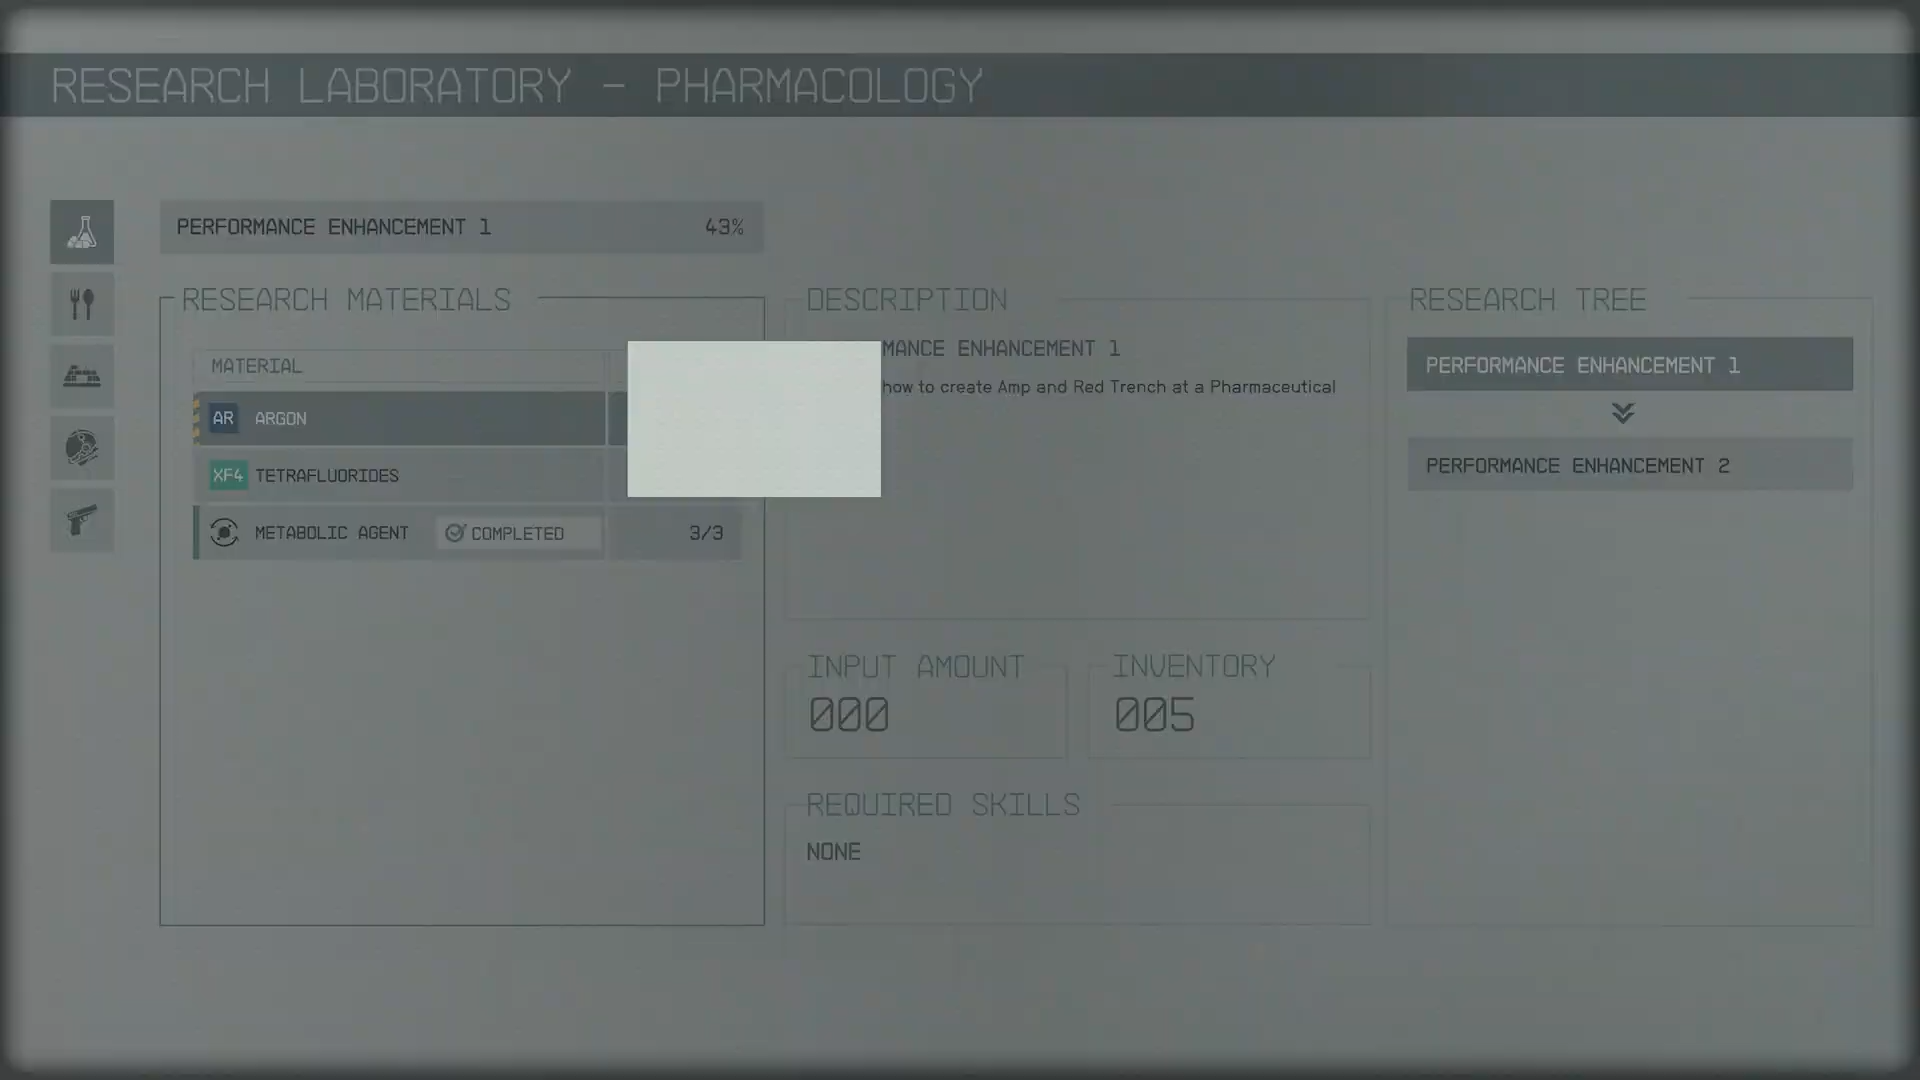 RESEARCH LABORATORY – PHARMACOLOGY
PERFORMANCE ENHANCEMENT 1 43%
RESEARCH MATERIALS
MATERIAL
AR ARGON
XF4 TETRAFLUORIDES
METABOLIC AGENT COMPLETED 3/3
DESCRIPTION
ENHANCEMENT 1
how to create Amp and Red Trench at a Pharmaceutical
INPUT AMOUNT
000
INVENTORY
005
REQUIRED SKILLS
NONE
RESEARCH TREE
PERFORMANCE ENHANCEMENT 1
PERFORMANCE ENHANCEMENT 2